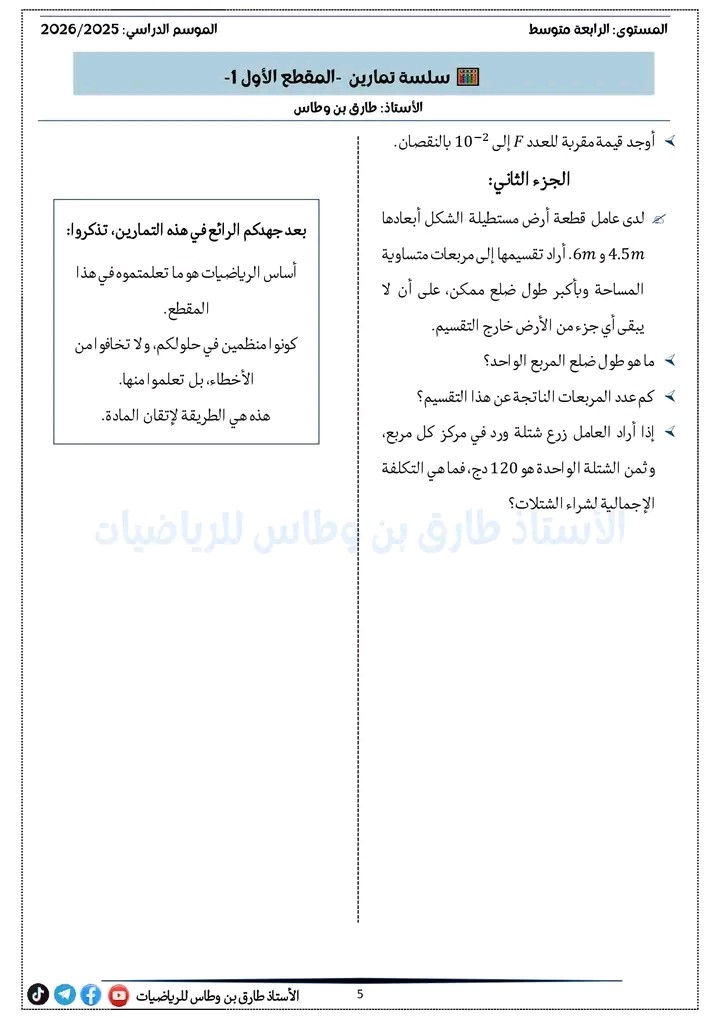 المستوى: الرابعة متوسط
الموسم الدراسي: 2026/2025
سلسة تمارين -المقطع الأول 1-
الأستاذ: طارق بن وطاس
أوجد قيمة مقربة للعدد F إلى 10⁻² بالنقصان.
الجزء الثاني:
لدى عامل قطعة أرض مستطيلة الشكل أبعادها
4.5m و 6m. أراد تقسيمها إلى مربعات متساوية
المساحة وبأكبر طول ضلع ممكن، على أن لا
يبقى أي جزء من الأرض خارج التقسيم.
ما هو طول ضلع المربع الواحد؟
كم عدد المربعات الناتجة عن هذا التقسيم؟
إذا أراد العامل زرع شتلة ورد في مركز كل مربع،
وثمن الشتلة الواحدة هو 120 دج، فما هي التكلفة
الإجمالية لشراء الشتلات؟
بعد جهدكم الرائع في هذه التمارين، تذكروا:
أساس الرياضيات هو ما تعلمتموه في هذا
المقطع.
كونوا منظمين في حلولكم، ولا تخافوا من
الأخطاء، بل تعلموا منها.
هذه هي الطريقة لإتقان المادة.
الأستاذ طارق بن وطاس للرياضيات
5
الأستاذ طارق بن وطاس للرياضيات